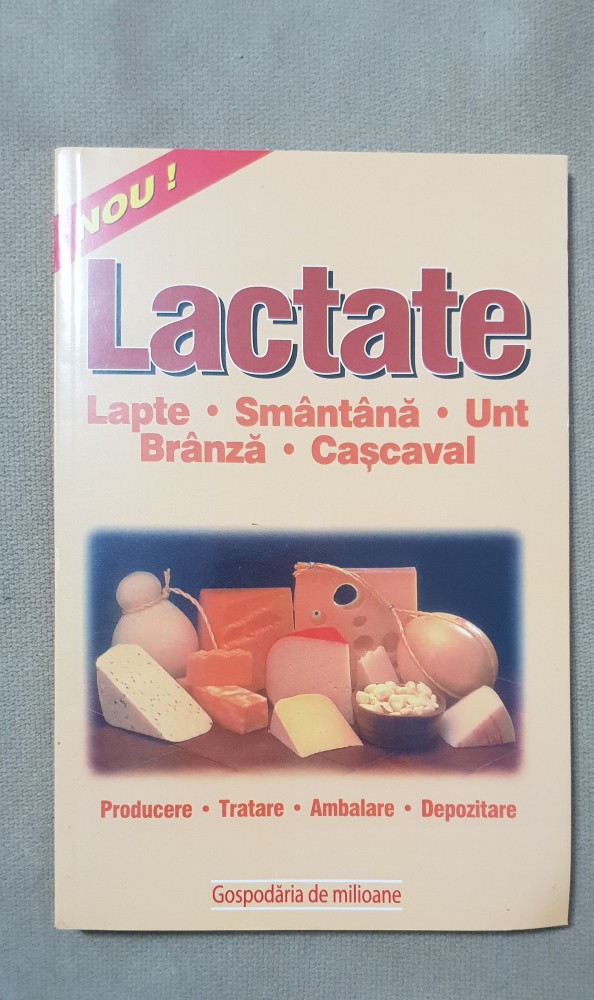 NOU !
Lactate
Lapte • Smântână • Unt
Brânză • Cașcaval
Producere • Tratare • Ambalare • Depozitare
Gospodăria de milioane